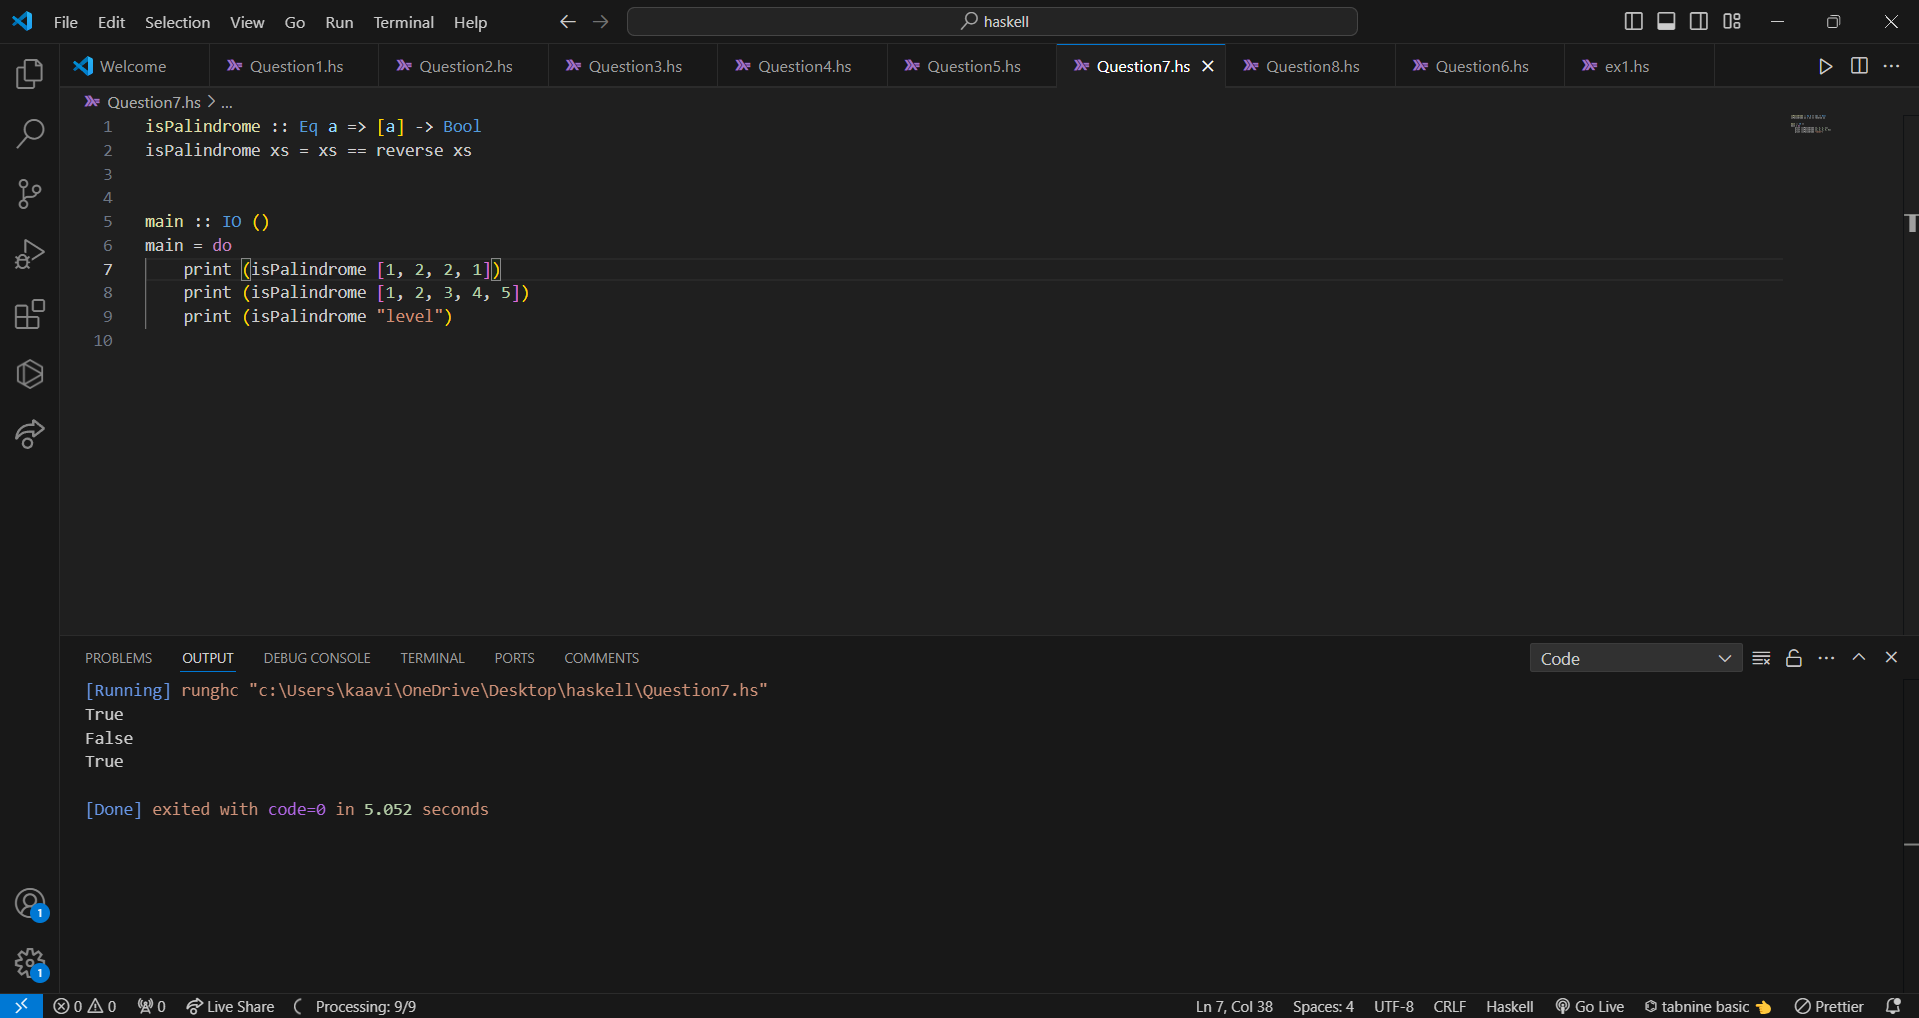 File Edit Selection View Go Run Terminal Help haskell
Welcome Question1.hs Question2.hs Question3.hs Question4.hs Question5.hs Question7.hs Question8.hs Question6.hs ex1.hs
Question7.hs > ...
1 isPalindrome :: Eq a => [a] -> Bool
2 isPalindrome xs = xs == reverse xs
3
4
5 main :: IO ()
6 main = do
7 print (isPalindrome [1, 2, 2, 1])
8 print (isPalindrome [1, 2, 3, 4, 5])
9 print (isPalindrome "level")
10
PROBLEMS OUTPUT DEBUG CONSOLE TERMINAL PORTS COMMENTS Code
[Running] runghc "c:\Users\kaavi\OneDrive\Desktop\haskell\Question7.hs"
True
False
True
[Done] exited with code=0 in 5.052 seconds
1
1
0 0 0 Live Share Processing: 9/9 Ln 7, Col 38 Spaces: 4 UTF-8 CRLF Haskell Go Live tabnine basic 👈 Prettier